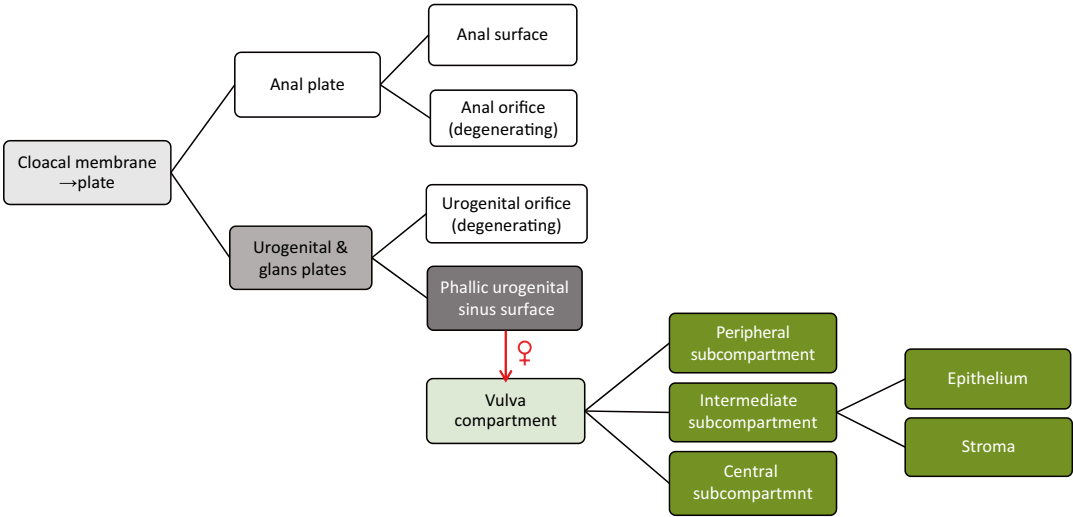 Anal surface
Anal plate
Anal orifice
(degenerating)
Cloacal membrane
→plate
Urogenital orifice
(degenerating)
Urogenital &
glans plates
Phallic urogenital
sinus surface
♀
Peripheral
subcompartment
Epithelium
Vulva
compartment
Intermediate
subcompartment
Stroma
Central
subcompartmnt